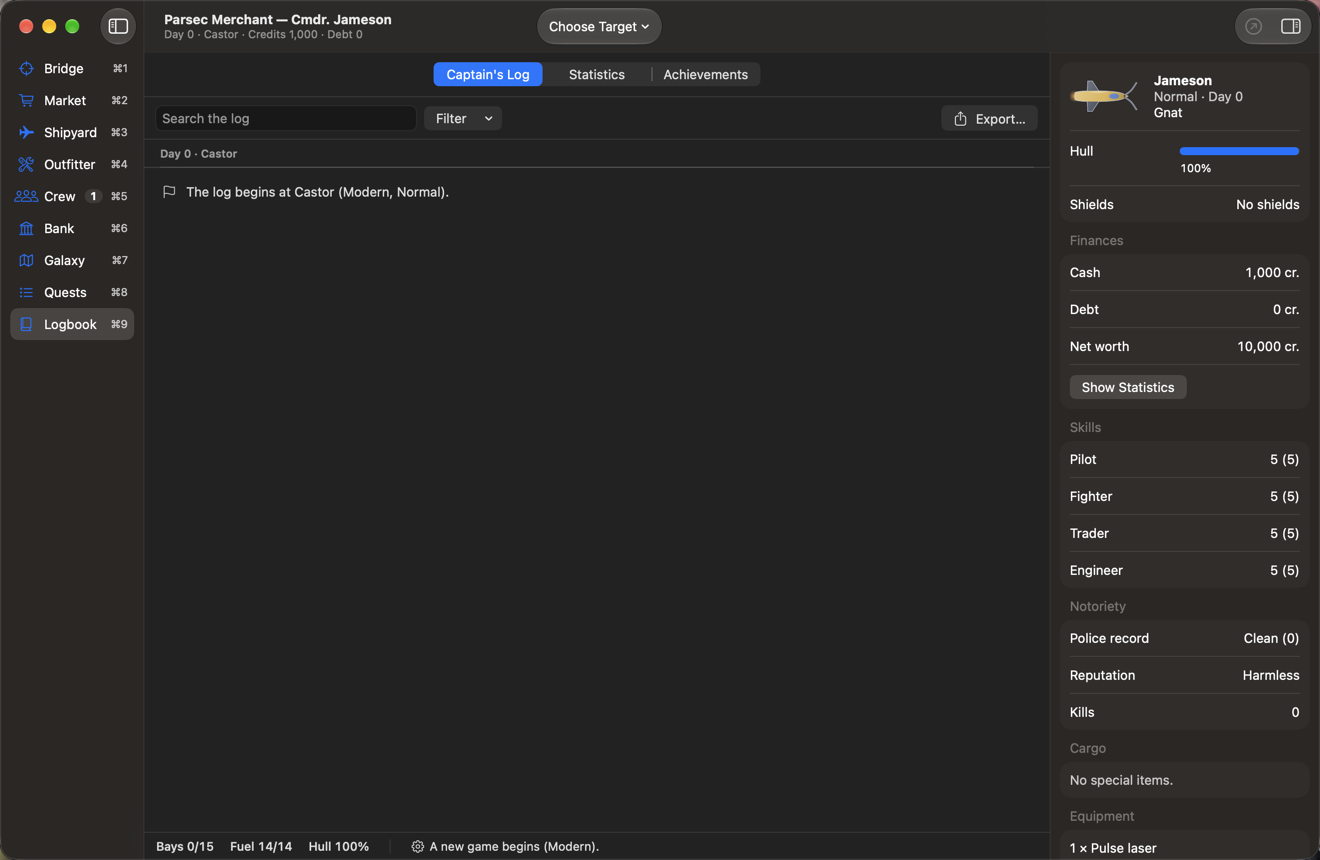 Parsec Merchant — Cmdr. Jameson
Day 0 · Castor · Credits 1,000 · Debt 0
Choose Target
Bridge ⌘1
Market ⌘2
Shipyard ⌘3
Outfitter ⌘4
Crew 1 ⌘5
Bank ⌘6
Galaxy ⌘7
Quests ⌘8
Logbook ⌘9
Captain's Log Statistics Achievements
Search the log Filter Export...
Day 0 · Castor
The log begins at Castor (Modern, Normal).
Bays 0/15 Fuel 14/14 Hull 100% A new game begins (Modern).
Jameson
Normal · Day 0
Gnat
Hull
100%
Shields No shields
Finances
Cash 1,000 cr.
Debt 0 cr.
Net worth 10,000 cr.
Show Statistics
Skills
Pilot 5 (5)
Fighter 5 (5)
Trader 5 (5)
Engineer 5 (5)
Notoriety
Police record Clean (0)
Reputation Harmless
Kills 0
Cargo
No special items.
Equipment
1 × Pulse laser